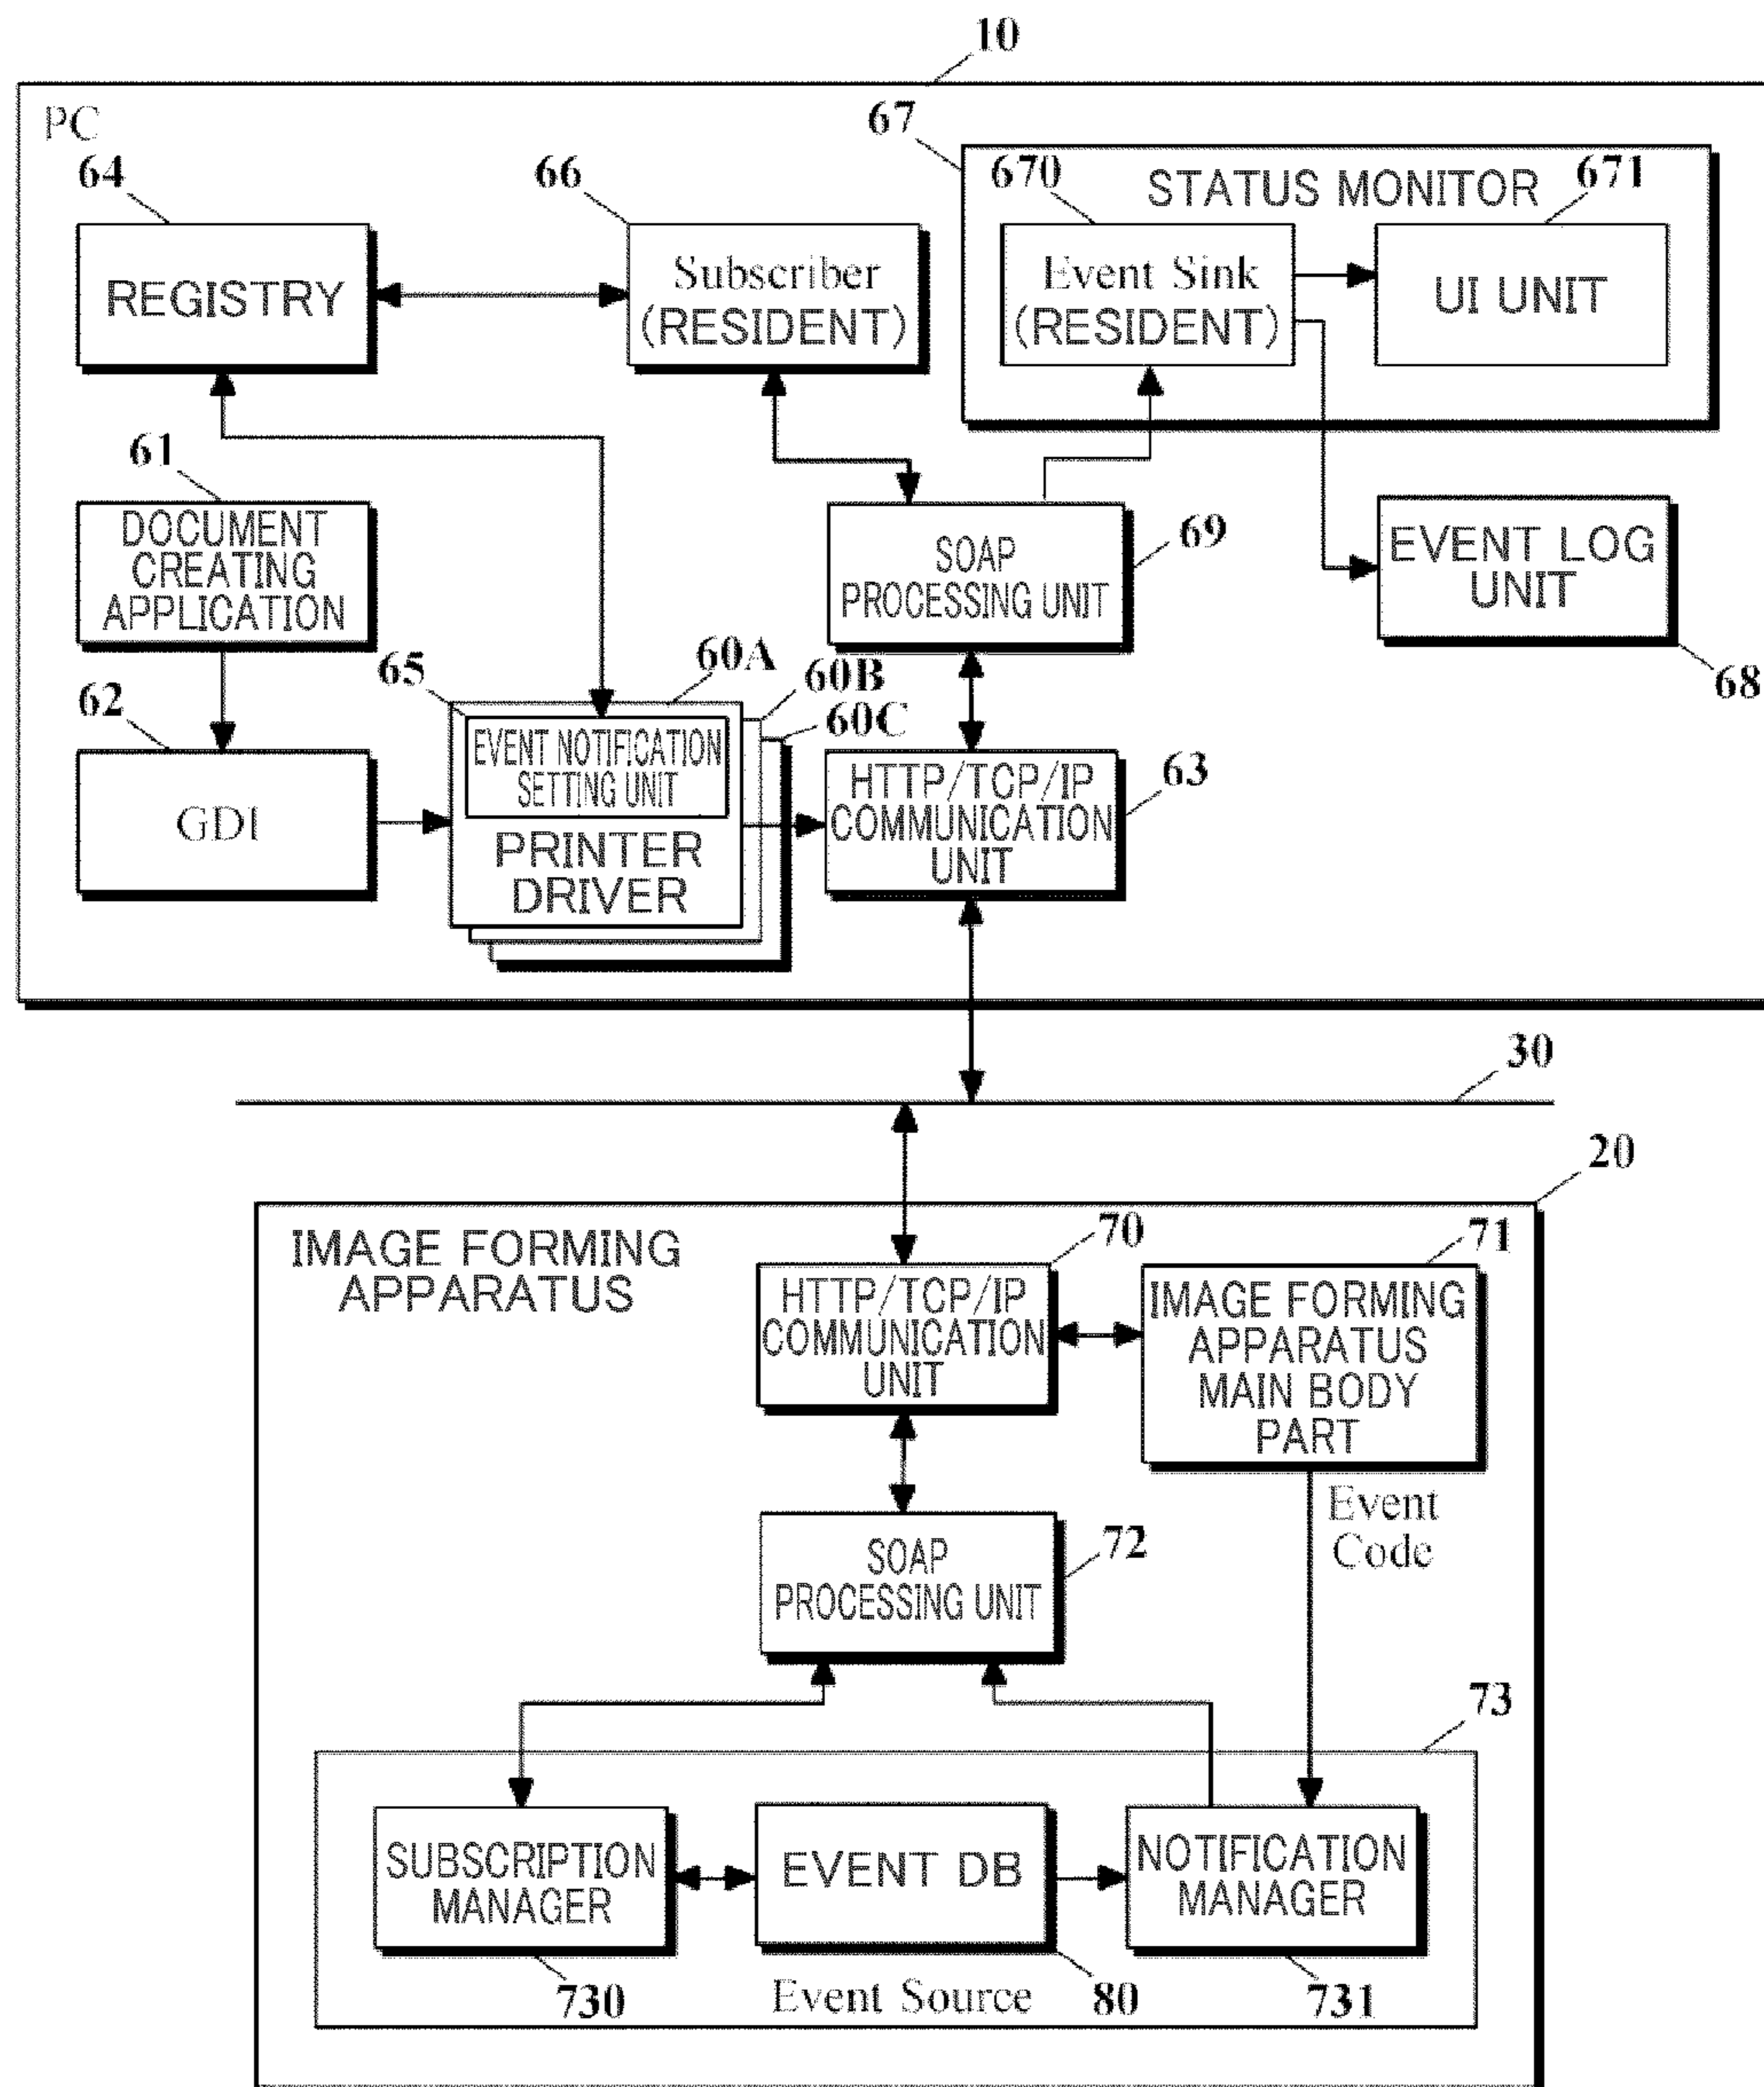 10
PC
67
64
66
670
STATUS MONITOR
671
REGISTRY
Subscriber
(RESIDENT)
Event Sink
(RESIDENT)
UI UNIT
61
DOCUMENT
CREATING
APPLICATION
SOAP
PROCESSING UNIT
69
EVENT LOG
UNIT
68
62
65
60A
60B
60C
GDI
EVENT NOTIFICATION
SETTING UNIT
PRINTER
DRIVER
HTTP/TCP/IP
COMMUNICATION
UNIT
63
30
20
IMAGE FORMING
APPARATUS
70
71
HTTP/TCP/IP
COMMUNICATION
UNIT
IMAGE FORMING
APPARATUS
MAIN BODY
PART
Event
Code
SOAP
PROCESSING UNIT
72
73
SUBSCRIPTION
MANAGER
EVENT DB
NOTIFICATION
MANAGER
730
Event Source
80
731